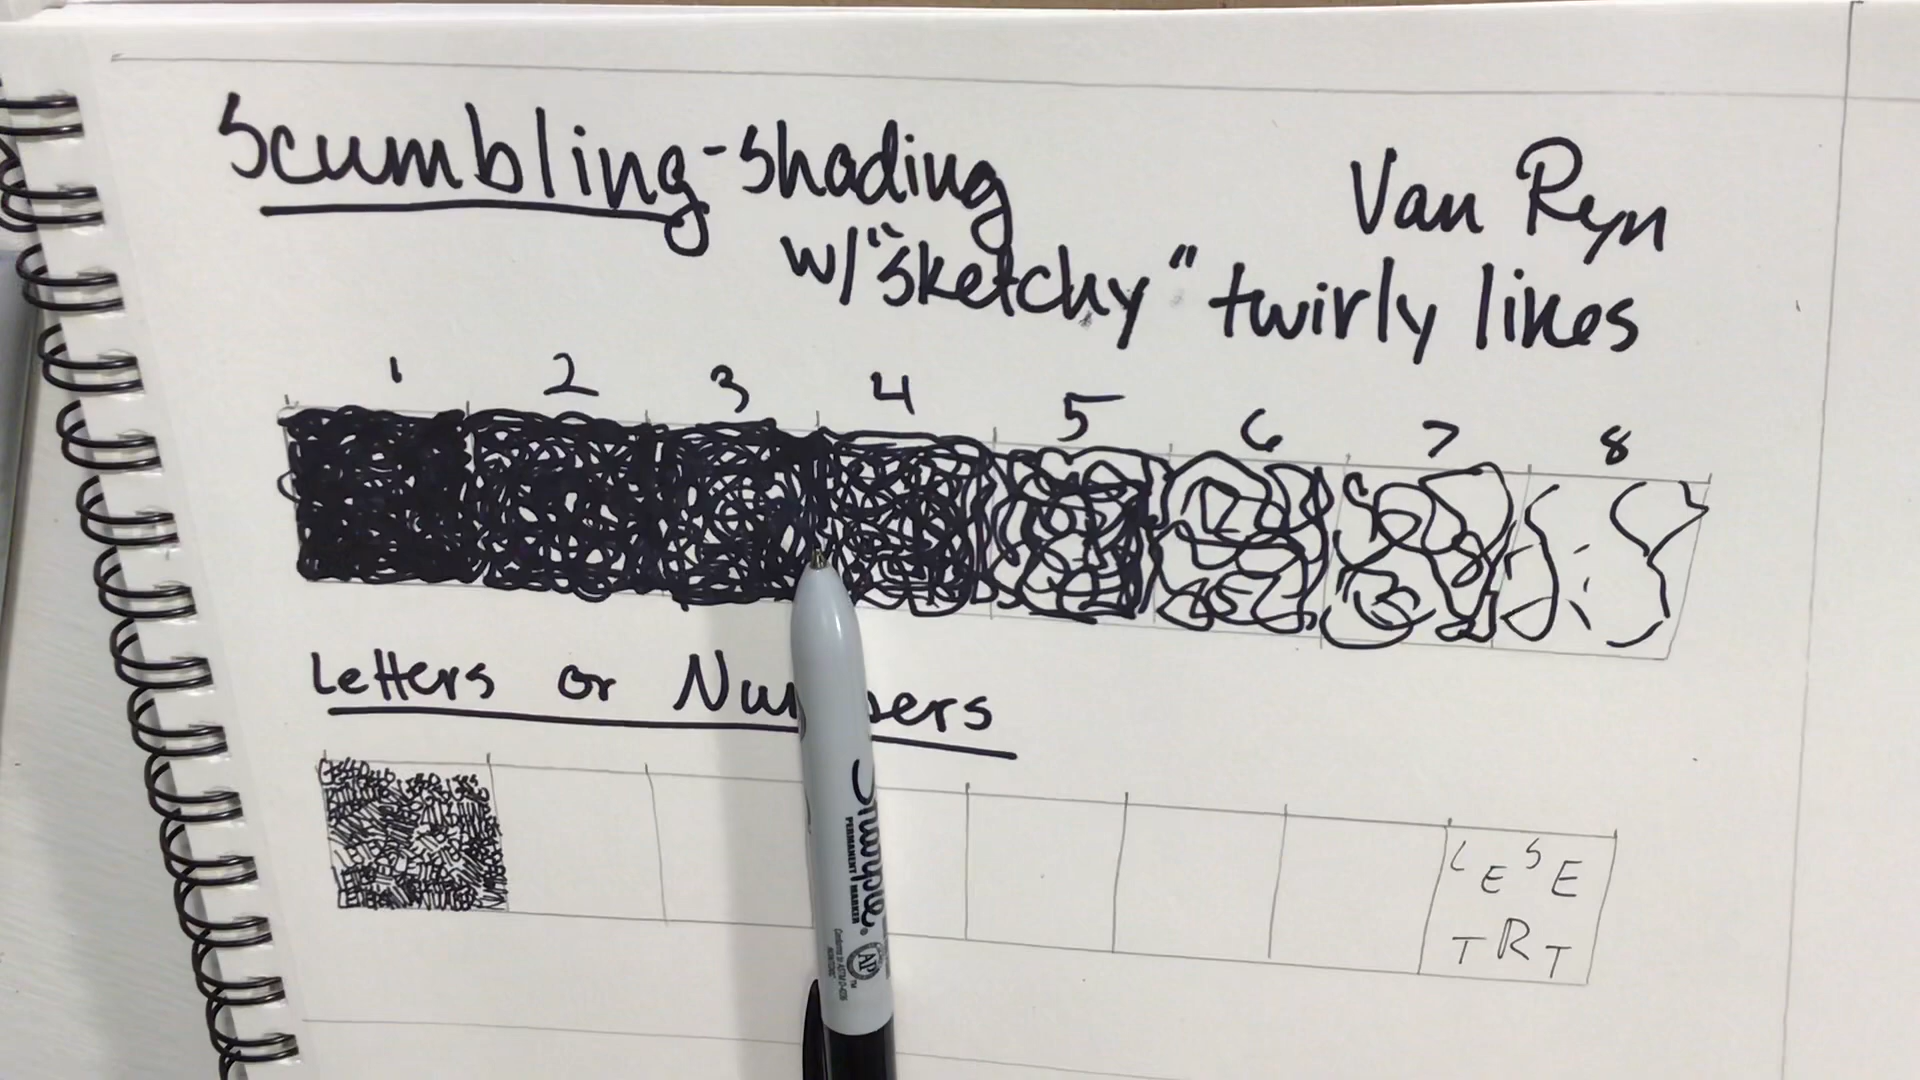 Scumbling-Shading
Van Ryn
w/"sketchy" twirly lines
1 2 3 4 5 6 7 8
Letters or Numbers
L E S E
T R T
Sharpie®
PERMANENT MARKER
AP